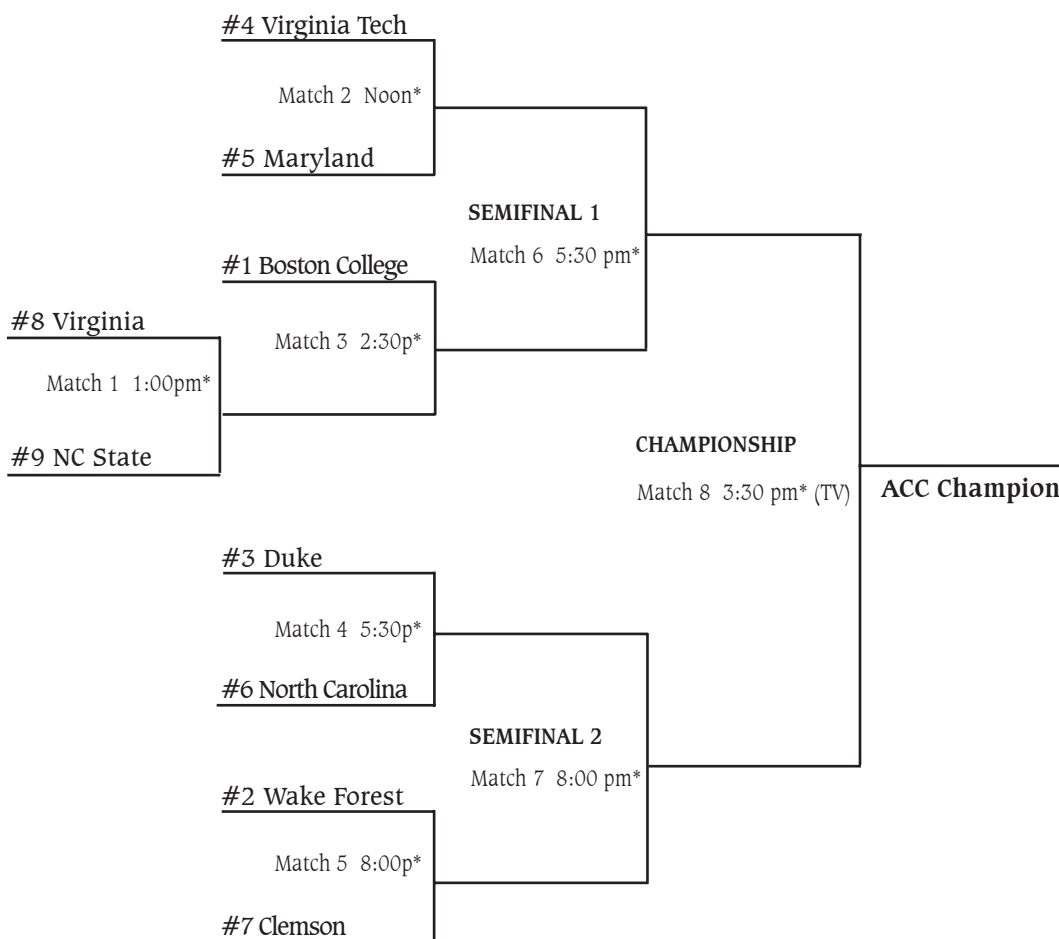 #4 Virginia Tech
Match 2 Noon*
#5 Maryland
SEMIFINAL 1
Match 6 5:30 pm*
#1 Boston College
#8 Virginia
Match 3 2:30p*
Match 1 1:00pm*
#9 NC State
CHAMPIONSHIP
Match 8 3:30 pm* (TV)
ACC Champion
#3 Duke
Match 4 5:30p*
#6 North Carolina
SEMIFINAL 2
Match 7 8:00 pm*
#2 Wake Forest
Match 5 8:00p*
#7 Clemson